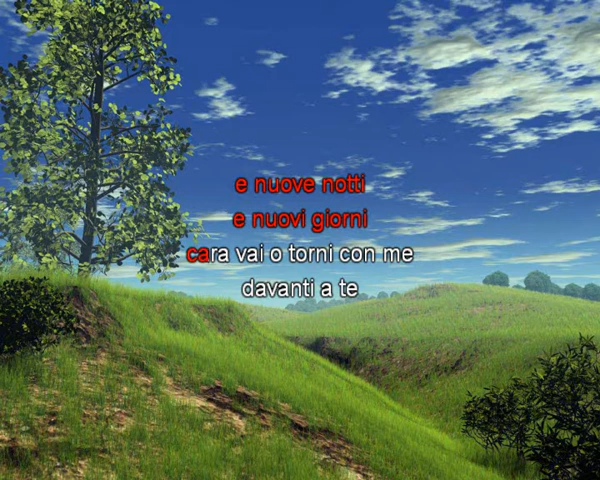 e nuove notti
e nuovi giorni
cara vai o torni con me
davanti a te